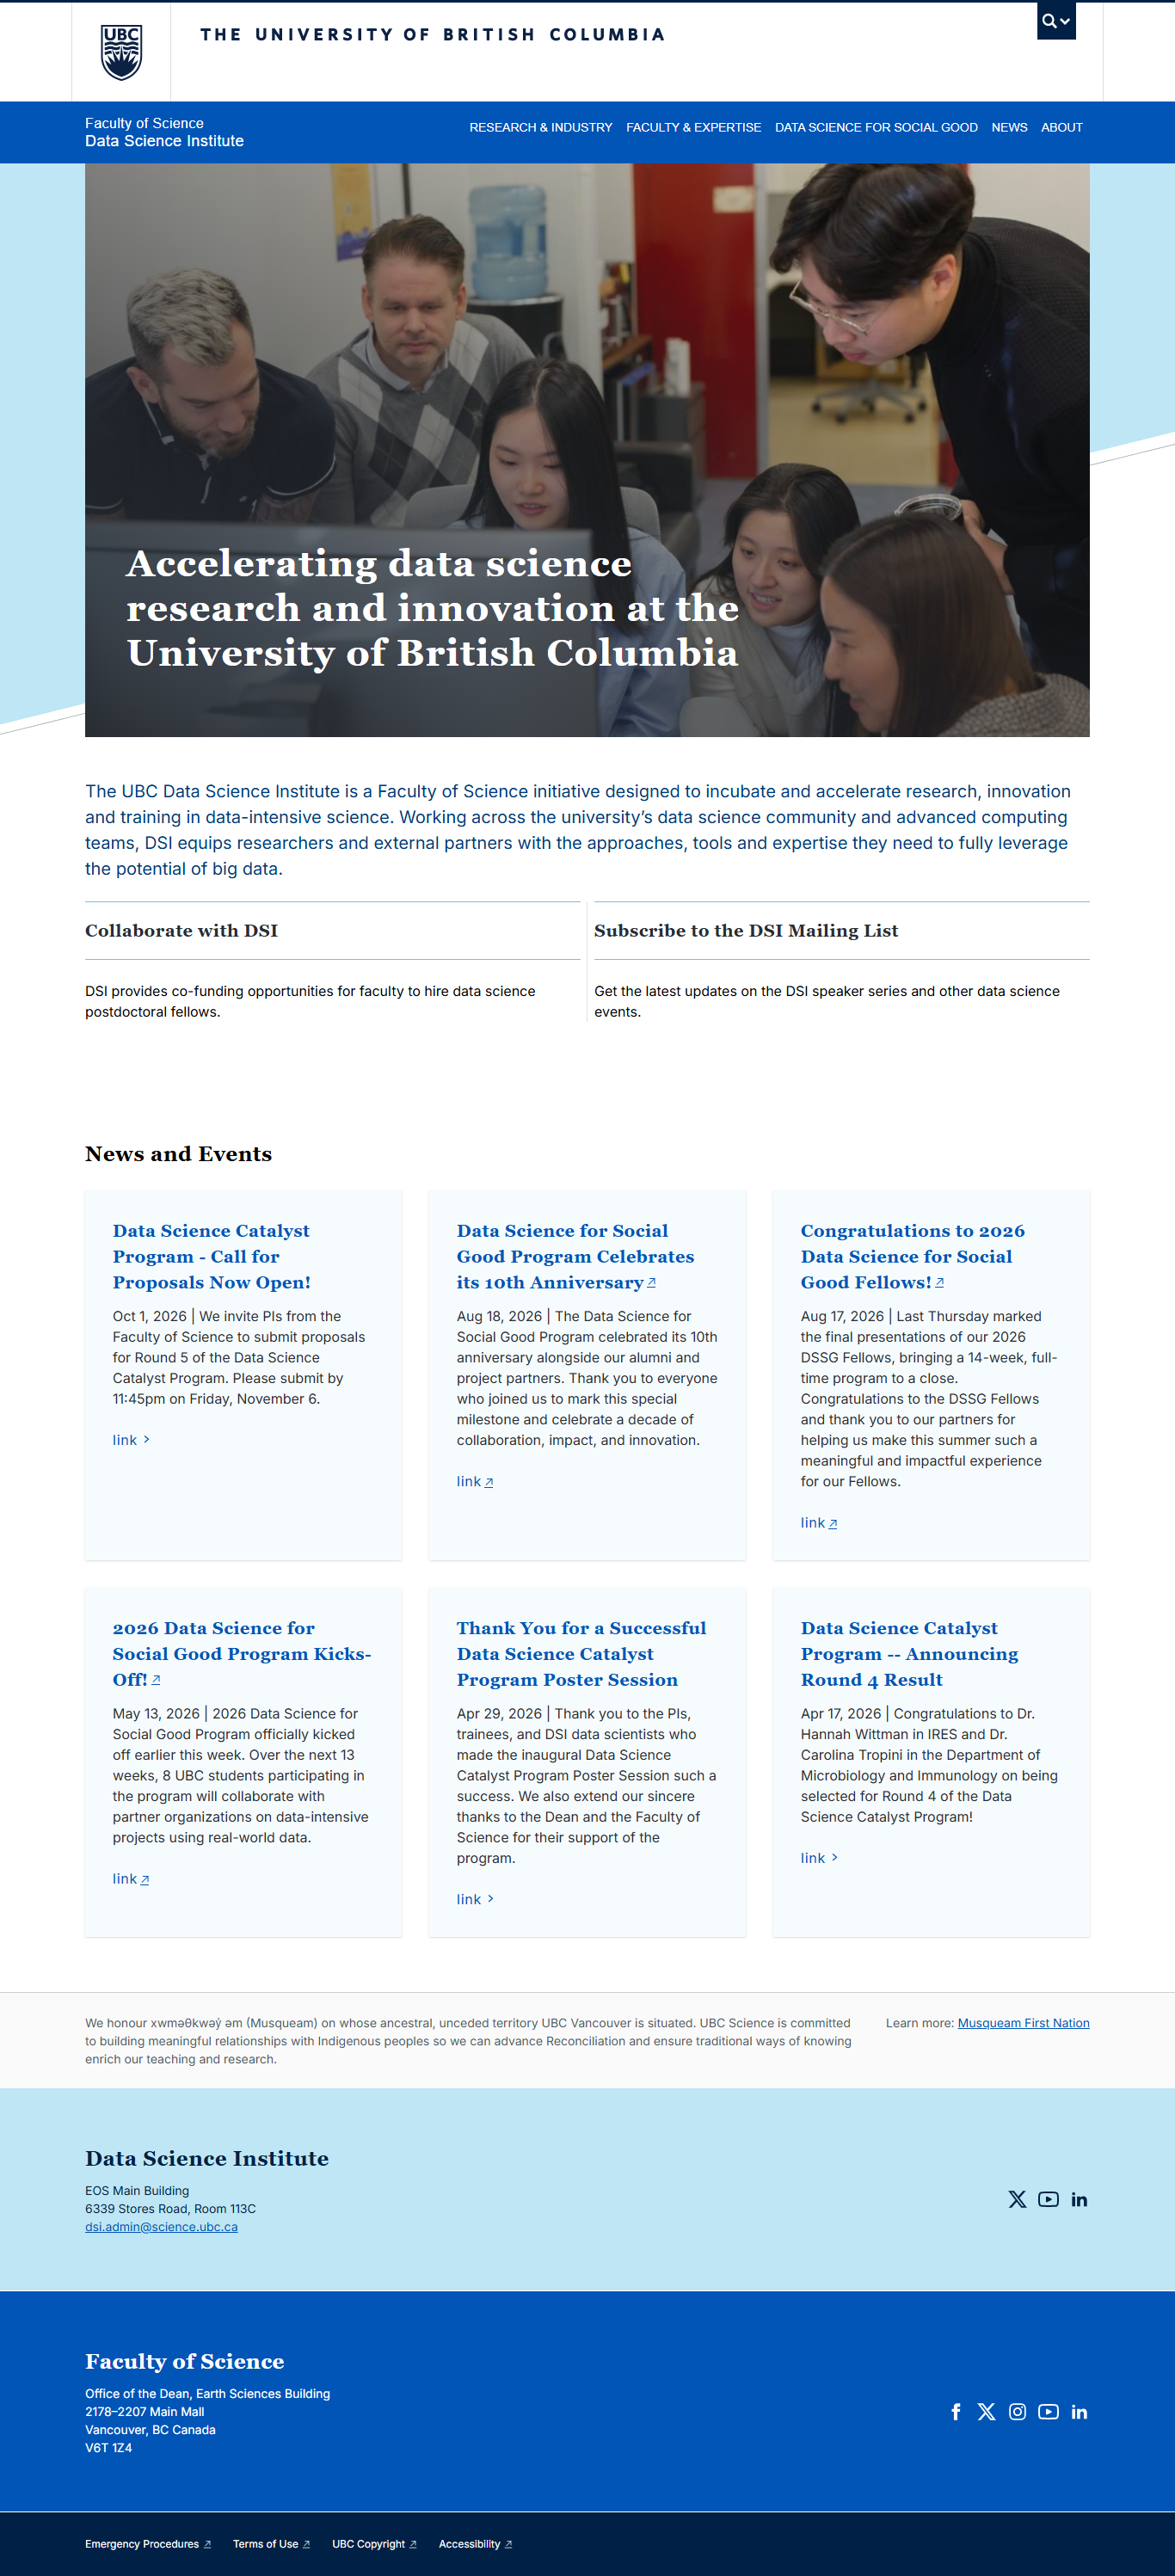 UBC
THE UNIVERSITY OF BRITISH COLUMBIA
Faculty of Science
Data Science Institute
RESEARCH & INDUSTRY
FACULTY & EXPERTISE
DATA SCIENCE FOR SOCIAL GOOD
NEWS
ABOUT
Accelerating data science
research and innovation at the
University of British Columbia
The UBC Data Science Institute is a Faculty of Science initiative designed to incubate and accelerate research, innovation
and training in data-intensive science. Working across the university’s data science community and advanced computing
teams, DSI equips researchers and external partners with the approaches, tools and expertise they need to fully leverage
the potential of big data.
Collaborate with DSI
DSI provides co-funding opportunities for faculty to hire data science
postdoctoral fellows.
Subscribe to the DSI Mailing List
Get the latest updates on the DSI speaker series and other data science
events.
News and Events
Data Science Catalyst
Program - Call for
Proposals Now Open!
Oct 1, 2026 | We invite PIs from the
Faculty of Science to submit proposals
for Round 5 of the Data Science
Catalyst Program. Please submit by
11:45pm on Friday, November 6.
link
Data Science for Social
Good Program Celebrates
its 10th Anniversary
Aug 18, 2026 | The Data Science for
Social Good Program celebrated its 10th
anniversary alongside our alumni and
project partners. Thank you to everyone
who joined us to mark this special
milestone and celebrate a decade of
collaboration, impact, and innovation.
link
Congratulations to 2026
Data Science for Social
Good Fellows!
Aug 17, 2026 | Last Thursday marked
the final presentations of our 2026
DSSG Fellows, bringing a 14-week, full-
time program to a close.
Congratulations to the DSSG Fellows
and thank you to our partners for
helping us make this summer such a
meaningful and impactful experience
for our Fellows.
link
2026 Data Science for
Social Good Program Kicks-
Off!
May 13, 2026 | 2026 Data Science for
Social Good Program officially kicked
off earlier this week. Over the next 13
weeks, 8 UBC students participating in
the program will collaborate with
partner organizations on data-intensive
projects using real-world data.
link
Thank You for a Successful
Data Science Catalyst
Program Poster Session
Apr 29, 2026 | Thank you to the PIs,
trainees, and DSI data scientists who
made the inaugural Data Science
Catalyst Program Poster Session such a
success. We also extend our sincere
thanks to the Dean and the Faculty of
Science for their support of the
program.
link
Data Science Catalyst
Program -- Announcing
Round 4 Result
Apr 17, 2026 | Congratulations to Dr.
Hannah Wittman in IRES and Dr.
Carolina Tropini in the Department of
Microbiology and Immunology on being
selected for Round 4 of the Data
Science Catalyst Program!
link
We honour xwməθkwəy̓ əm (Musqueam) on whose ancestral, unceded territory UBC Vancouver is situated. UBC Science is committed
to building meaningful relationships with Indigenous peoples so we can advance Reconciliation and ensure traditional ways of knowing
enrich our teaching and research.
Learn more: Musqueam First Nation
Data Science Institute
EOS Main Building
6339 Stores Road, Room 113C
dsi.admin@science.ubc.ca
Faculty of Science
Office of the Dean, Earth Sciences Building
2178–2207 Main Mall
Vancouver, BC Canada
V6T 1Z4
Emergency Procedures
Terms of Use
UBC Copyright
Accessibility